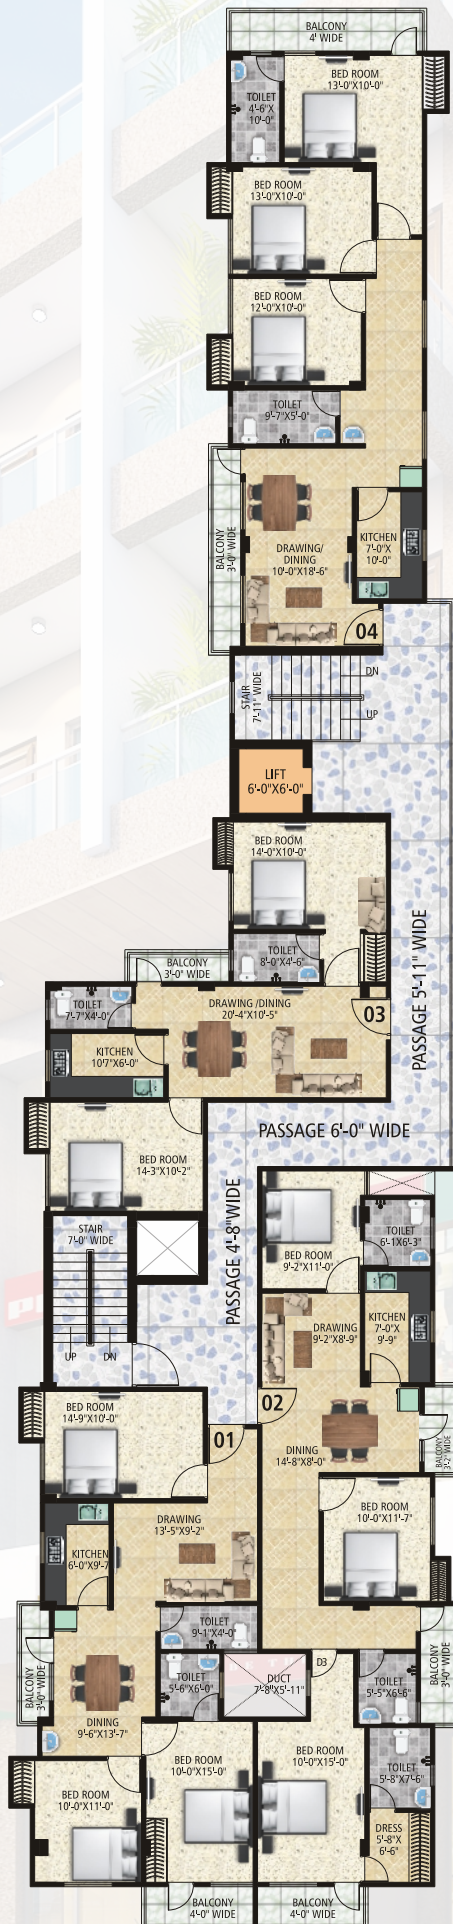 BALCONY
4' WIDE
BED ROOM
13'-0"X10'-0"
TOILET
4'-6"X
10'-0"
BED ROOM
13'-0"X10'-0"
BED ROOM
12'-0"X10'-0"
TOILET
9'-7"X5'-0"
BALCONY
3'-0" WIDE
KITCHEN
7'-0"X
10'-0"
DRAWING/
DINING
10'-0"X18'-6"
04
STAIR
7'-11" WIDE
DN
UP
LIFT
6'-0"X6'-0"
BED ROOM
14'-0"X10'-0"
PASSAGE 5'-11" WIDE
TOILET
8'-0"X4'-6"
BALCONY
3'-0" WIDE
TOILET
7'-7"X4'-0"
DRAWING /DINING
20'-4"X10'-5"
03
KITCHEN
10'7"X6'-0"
PASSAGE 6'-0" WIDE
BED ROOM
14'-3"X10'-2"
PASSAGE 4'-8"WIDE
STAIR
7'-0" WIDE
UP
DN
TOILET
6'-1X6'-3"
BED ROOM
9'-2"X11'-0"
DRAWING
9'-2"X8'-9"
KITCHEN
7'-0"X
9'-9"
02
BED ROOM
14'-9"X10'-0"
01
DINING
14'-8"X8'-0"
BALCONY
3'-2" WIDE
BED ROOM
10'-0"X11'-7"
DRAWING
13'-5"X9'-2"
KITCHEN
6'-0"X9'-7
TOILET
9'-1"X4'-0"
BALCONY
3'-0" WIDE
BALCONY
3'-0" WIDE
TOILET
5'-6"X6'-0"
DUCT
7'-8"X5'-11"
D3
TOILET
5'-5"X6'-6"
DINING
9'-6"X13'-7"
BED ROOM
10'-0"X15'-0"
BED ROOM
10'-0"X15'-0"
TOILET
5'-8"X7'-6"
BED ROOM
10'-0"X11'-0"
DRESS
5'-8"X
6'-6"
BALCONY
4'-0" WIDE
BALCONY
4'-0" WIDE